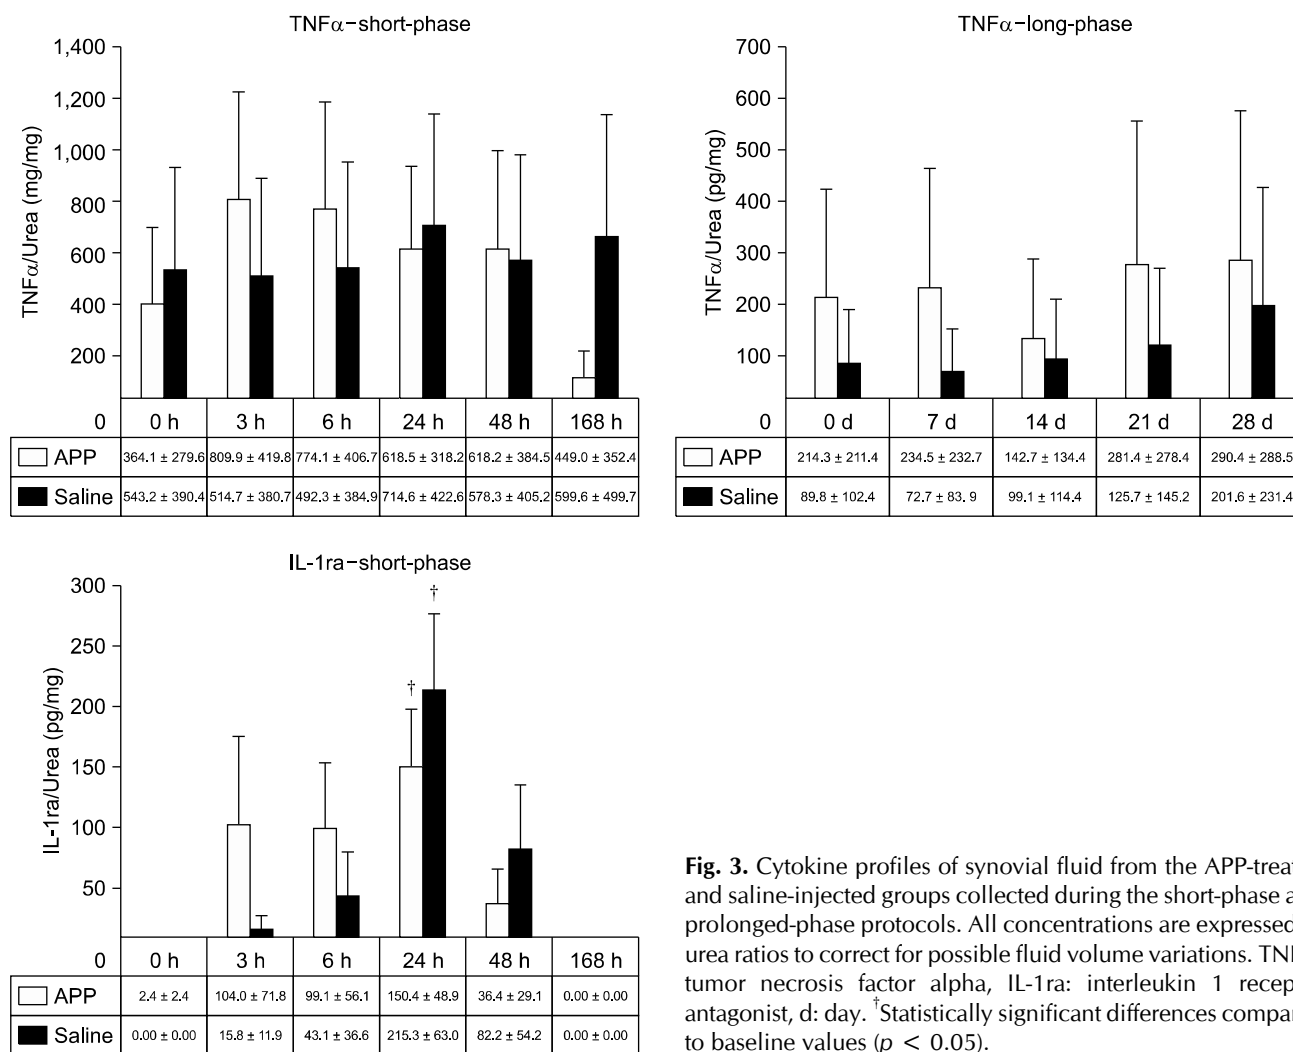 TNFα−short-phase
TNFα/Urea (mg/mg)
1,400
1,200
1,000
800
600
400
200
0
0 h 3 h 6 h 24 h 48 h 168 h
APP 364.1 ± 279.6 809.9 ± 419.8 774.1 ± 406.7 618.5 ± 318.2 618.2 ± 384.5 449.0 ± 352.4
Saline 543.2 ± 390.4 514.7 ± 380.7 492.3 ± 384.9 714.6 ± 422.6 578.3 ± 405.2 599.6 ± 499.7
TNFα−long-phase
TNFα/Urea (pg/mg)
700
600
500
400
300
200
100
0
0 d 7 d 14 d 21 d 28 d
APP 214.3 ± 211.4 234.5 ± 232.7 142.7 ± 134.4 281.4 ± 278.4 290.4 ± 288.5
Saline 89.8 ± 102.4 72.7 ± 83. 9 99.1 ± 114.4 125.7 ± 145.2 201.6 ± 231.4
IL-1ra−short-phase
IL-1ra/Urea (pg/mg)
300
250
200
150
100
50
0
† †
0 h 3 h 6 h 24 h 48 h 168 h
APP 2.4 ± 2.4 104.0 ± 71.8 99.1 ± 56.1 150.4 ± 48.9 36.4 ± 29.1 0.00 ± 0.00
Saline 0.00 ± 0.00 15.8 ± 11.9 43.1 ± 36.6 215.3 ± 63.0 82.2 ± 54.2 0.00 ± 0.00
Fig. 3. Cytokine profiles of synovial fluid from the APP-treat
and saline-injected groups collected during the short-phase a
prolonged-phase protocols. All concentrations are expressed
urea ratios to correct for possible fluid volume variations. TNF
tumor necrosis factor alpha, IL-1ra: interleukin 1 recep
antagonist, d: day. †Statistically significant differences compar
to baseline values (p < 0.05).